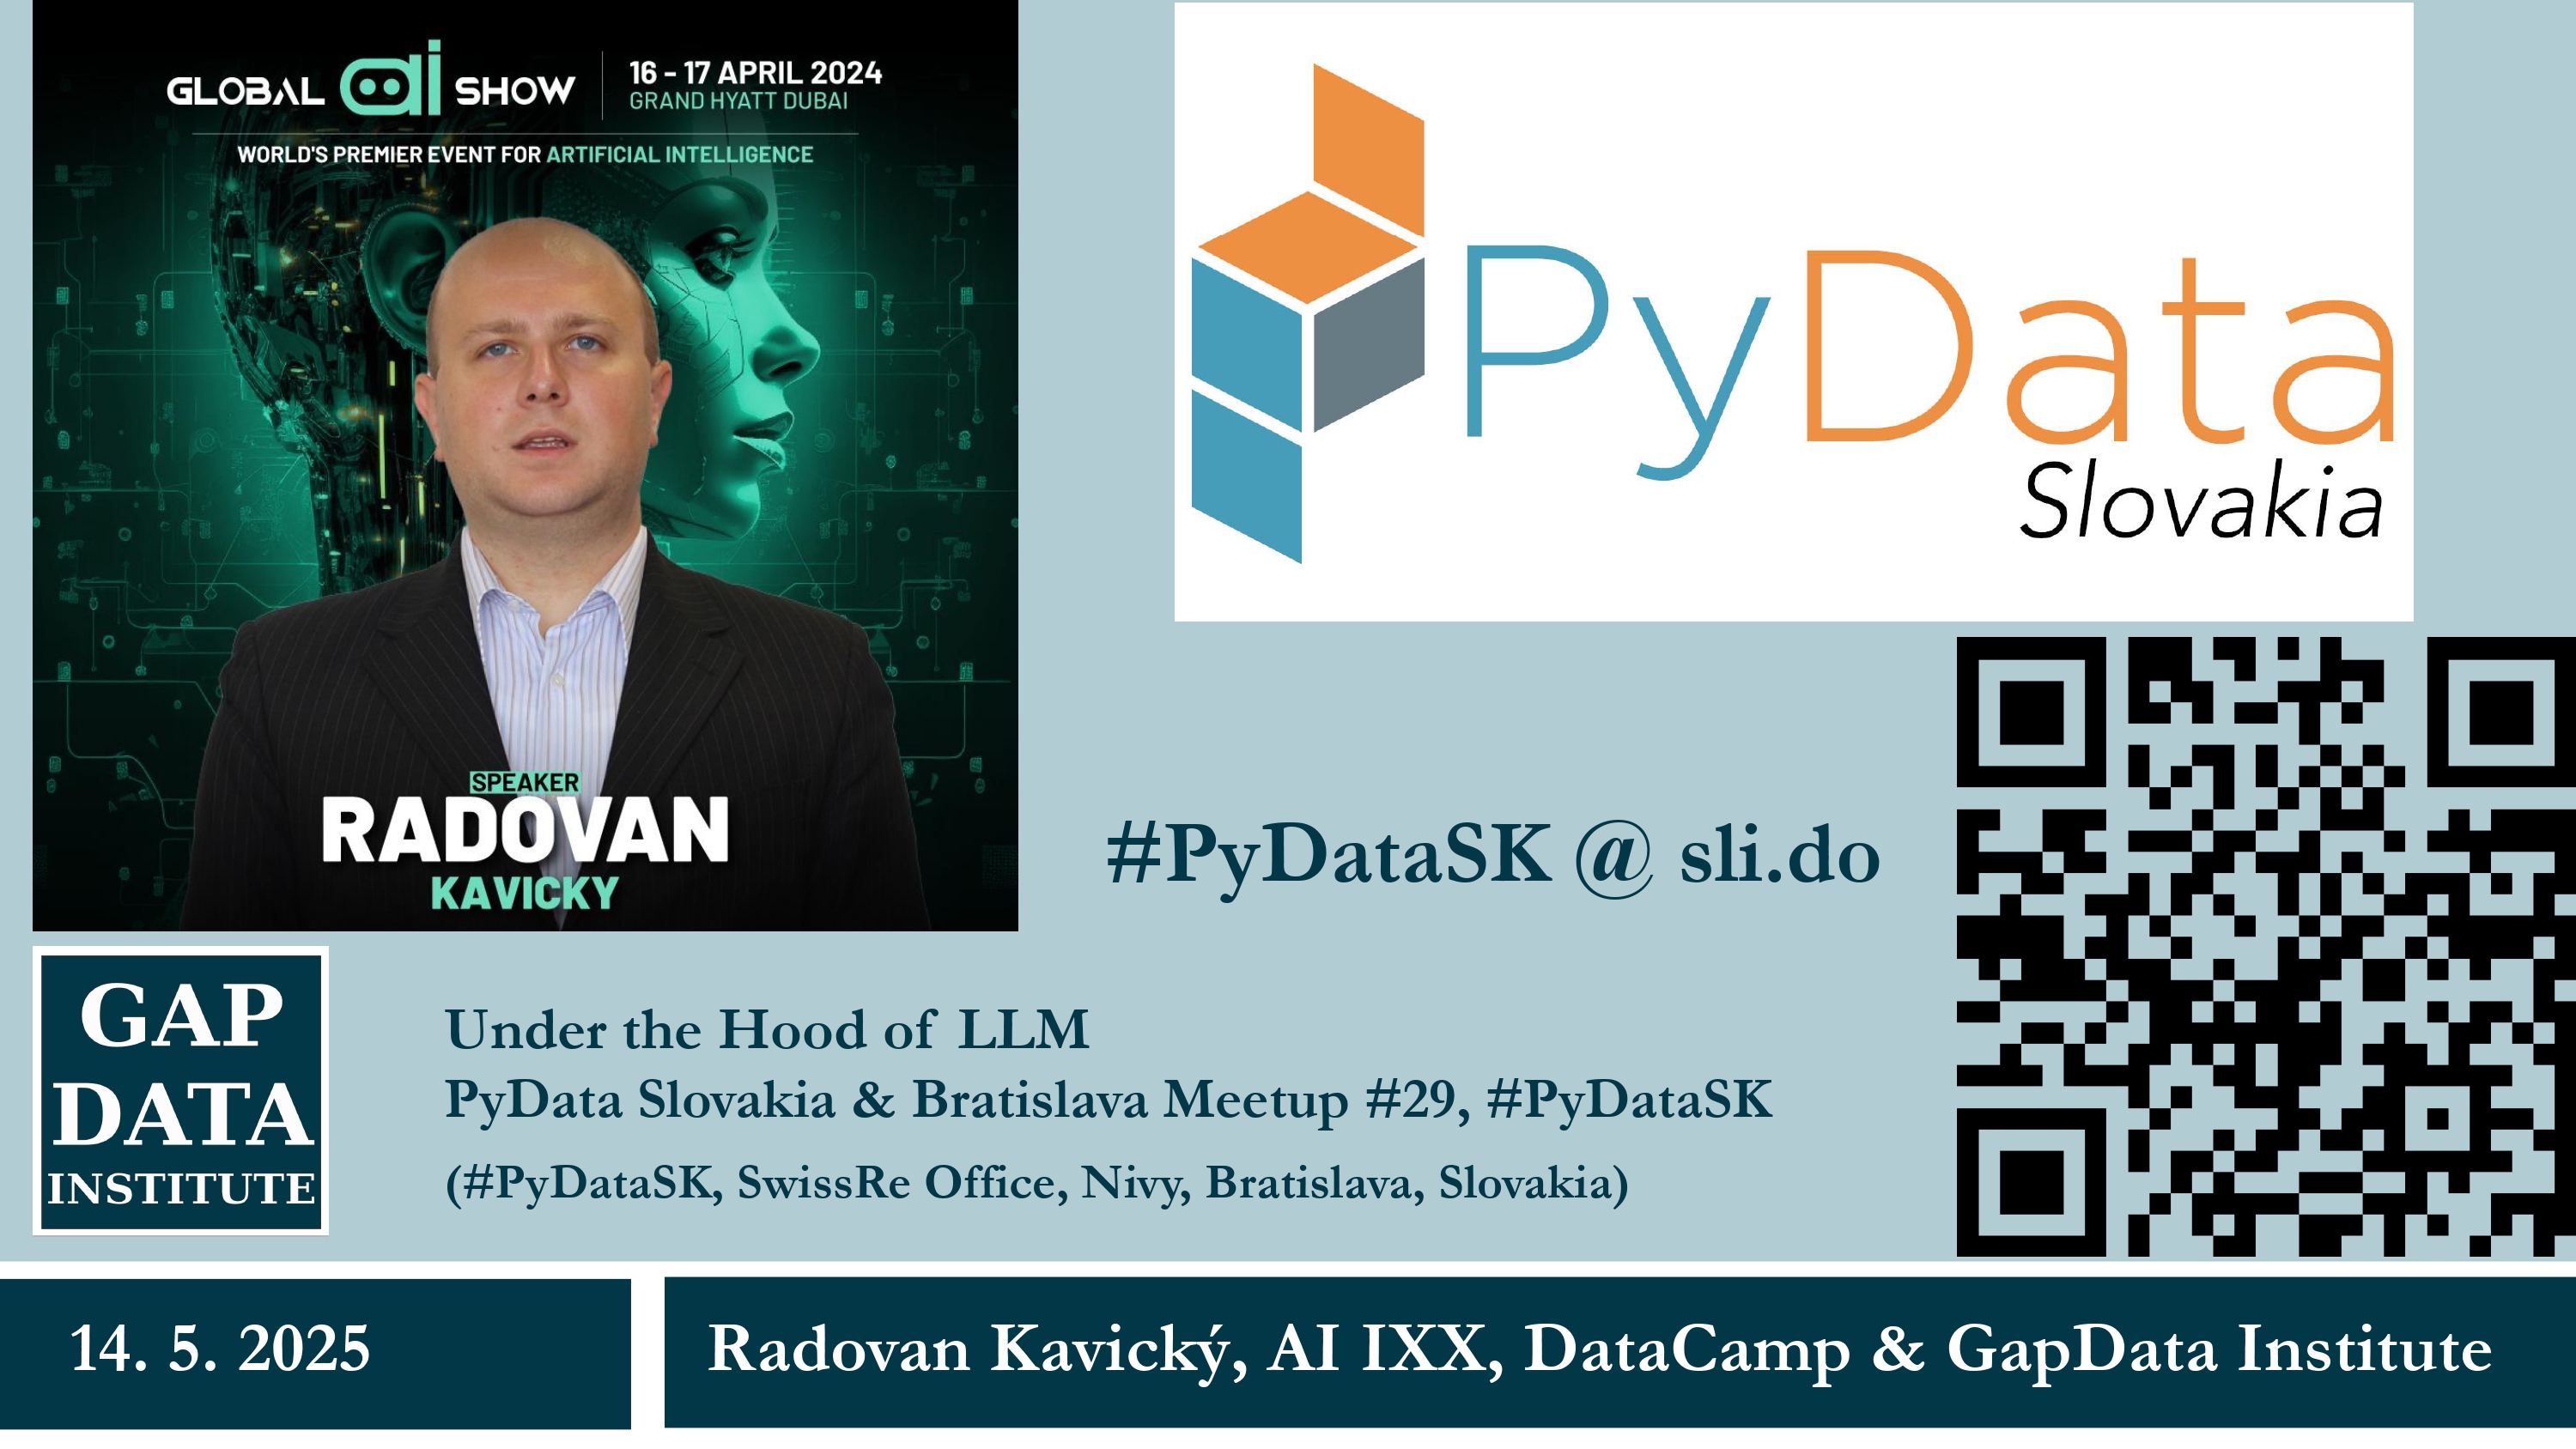 GLOBAL ai SHOW
16 - 17 APRIL 2024
GRAND HYATT DUBAI
WORLD'S PREMIER EVENT FOR ARTIFICIAL INTELLIGENCE
SPEAKER
RADOVAN
KAVICKY
PyData
Slovakia
#PyDataSK @ sli.do
GAP
DATA
INSTITUTE
Under the Hood of LLM
PyData Slovakia & Bratislava Meetup #29, #PyDataSK
(#PyDataSK, SwissRe Office, Nivy, Bratislava, Slovakia)
14. 5. 2025
Radovan Kavický, AI IXX, DataCamp & GapData Institute